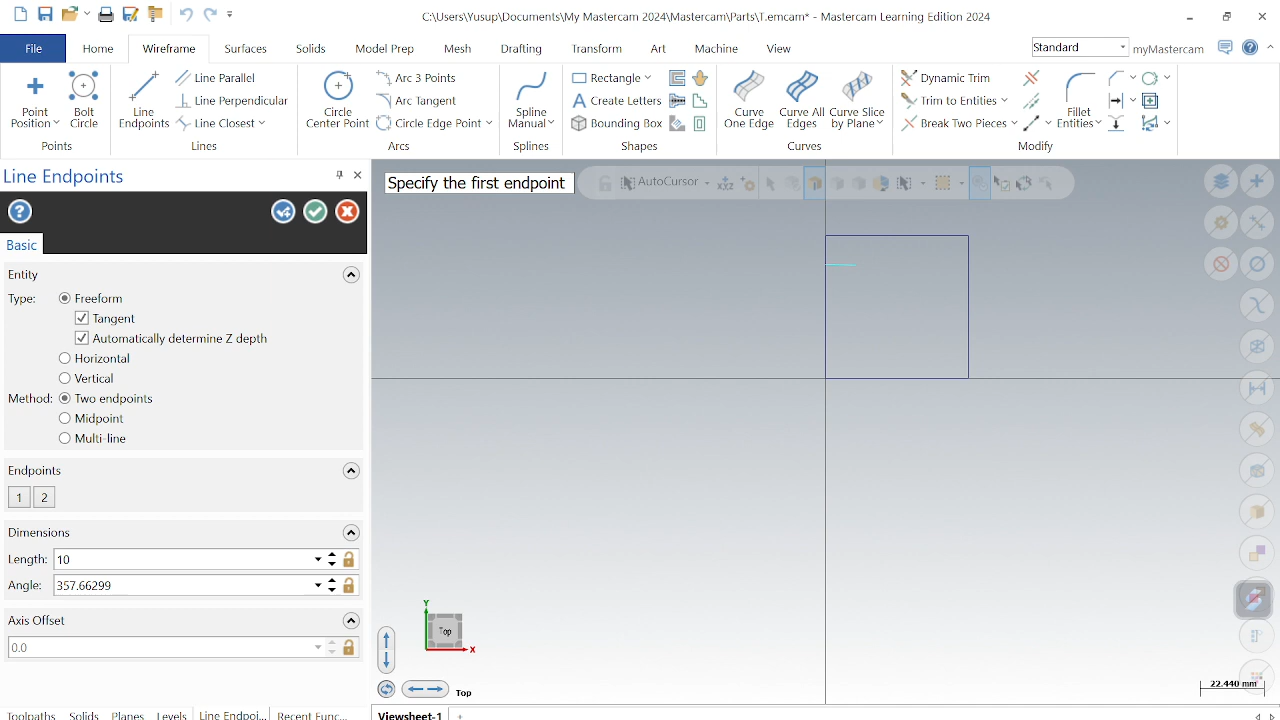 C:\Users\Yusup\Documents\My Mastercam 2024\Mastercam\Parts\T.emcam* - Mastercam Learning Edition 2024
File Home Wireframe Surfaces Solids Model Prep Mesh Drafting Transform Art Machine View Standard myMastercam
Point Position
Bolt Circle
Points
Line Endpoints
Line Parallel
Line Perpendicular
Line Closest
Lines
Circle Center Point
Arc 3 Points
Arc Tangent
Circle Edge Point
Arcs
Spline Manual
Splines
Rectangle
Create Letters
Bounding Box
Shapes
Curve One Edge
Curve All Edges
Curve Slice by Plane
Curves
Dynamic Trim
Trim to Entities
Break Two Pieces
Fillet Entities
Modify
Line Endpoints
Basic
Entity
Type: Freeform
Tangent
Automatically determine Z depth
Horizontal
Vertical
Method: Two endpoints
Midpoint
Multi-line
Endpoints
1 2
Dimensions
Length: 10
Angle: 357.66299
Axis Offset
0.0
Toolpaths Solids Planes Levels Line Endpoi... Recent Func...
Specify the first endpoint
AutoCursor
XYZ
Y
Top
X
Top
22.440 mm
Viewsheet-1 +